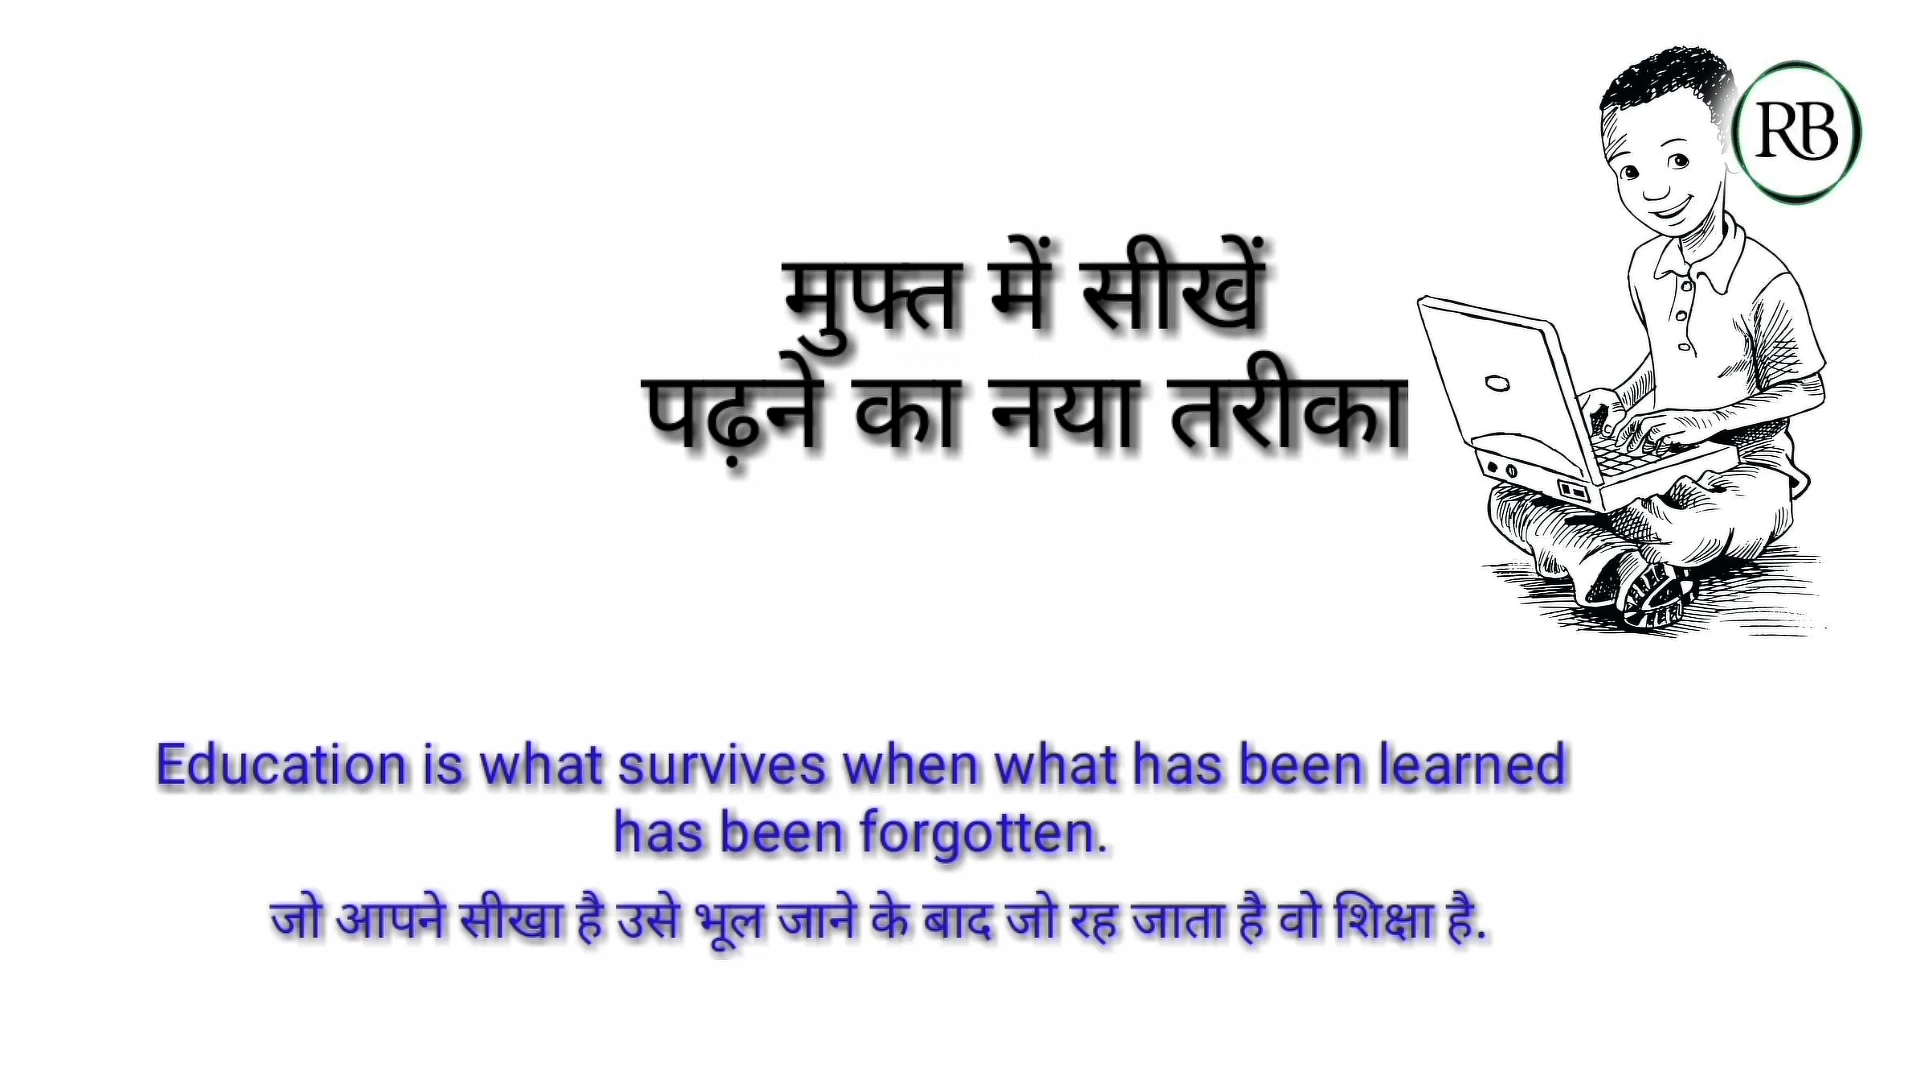 RB
मुफ्त में सीखें
पढ़ने का नया तरीका
Education is what survives when what has been learned
has been forgotten.
जो आपने सीखा है उसे भूल जाने के बाद जो रह जाता है वो शिक्षा है.